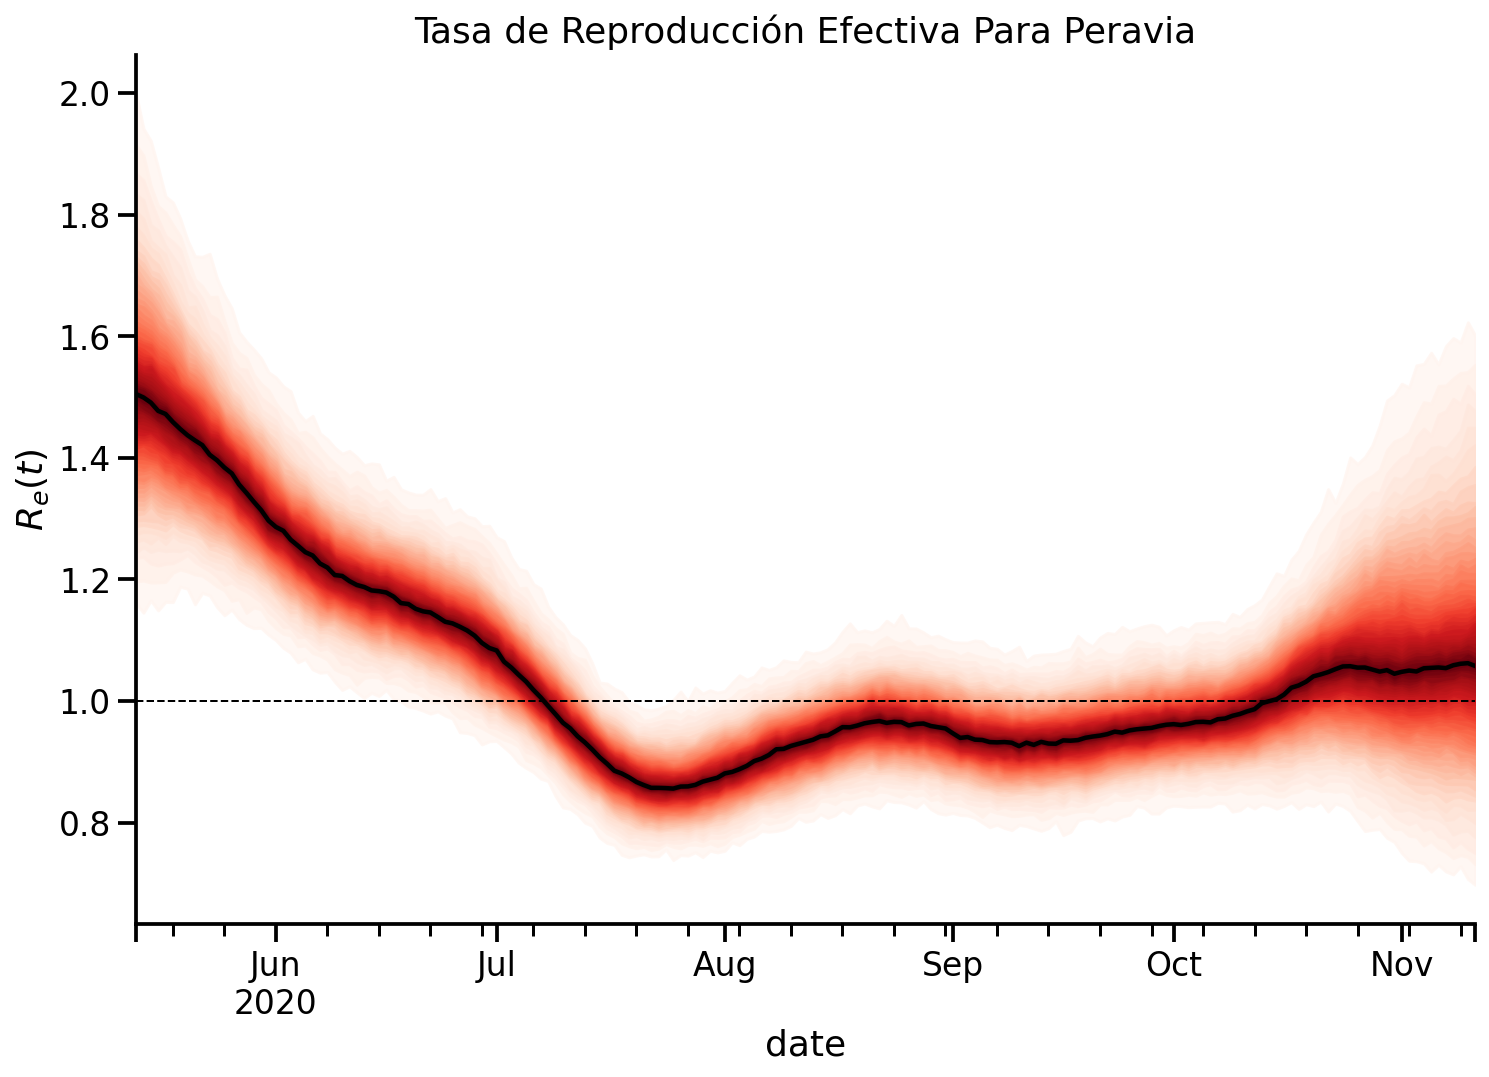 Tasa de Reproducción Efectiva Para Peravia
2.0
1.8
1.6
1.4
1.2
1.0
0.8
Rₑ(t)
Jun Jul Aug Sep Oct Nov
2020
date